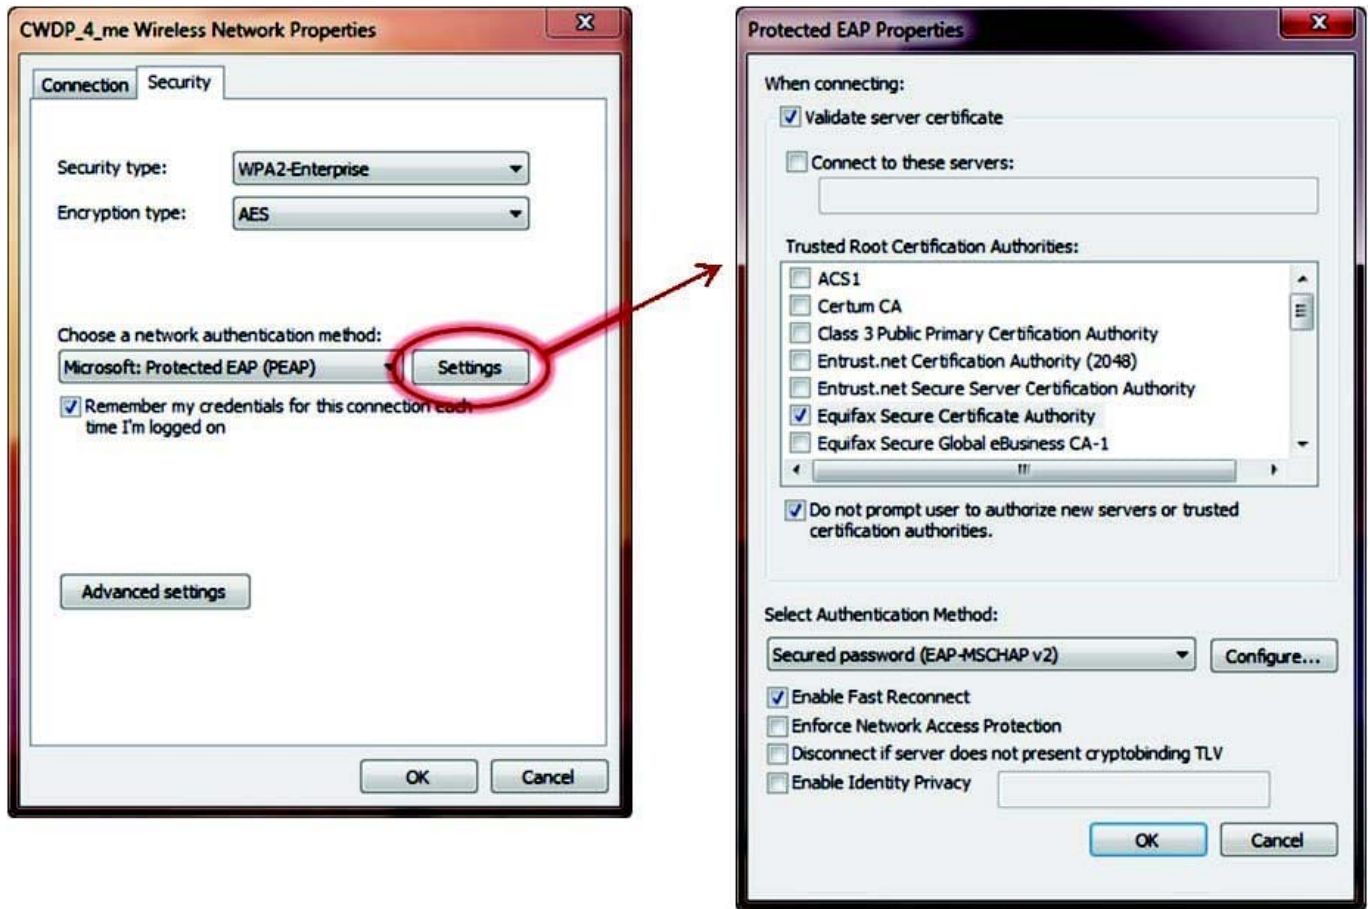 CWDP_4_me Wireless Network Properties
Connection
Security
Security type:
WPA2-Enterprise
Encryption type:
AES
Choose a network authentication method:
Microsoft: Protected EAP (PEAP)
Settings
Remember my credentials for this connection each
time I'm logged on
Advanced settings
OK
Cancel
Protected EAP Properties
When connecting:
Validate server certificate
Connect to these servers:
Trusted Root Certification Authorities:
ACS1
Certum CA
Class 3 Public Primary Certification Authority
Entrust.net Certification Authority (2048)
Entrust.net Secure Server Certification Authority
Equifax Secure Certificate Authority
Equifax Secure Global eBusiness CA-1
Do not prompt user to authorize new servers or trusted
certification authorities.
Select Authentication Method:
Secured password (EAP-MSCHAP v2)
Configure...
Enable Fast Reconnect
Enforce Network Access Protection
Disconnect if server does not present cryptobinding TLV
Enable Identity Privacy
OK
Cancel